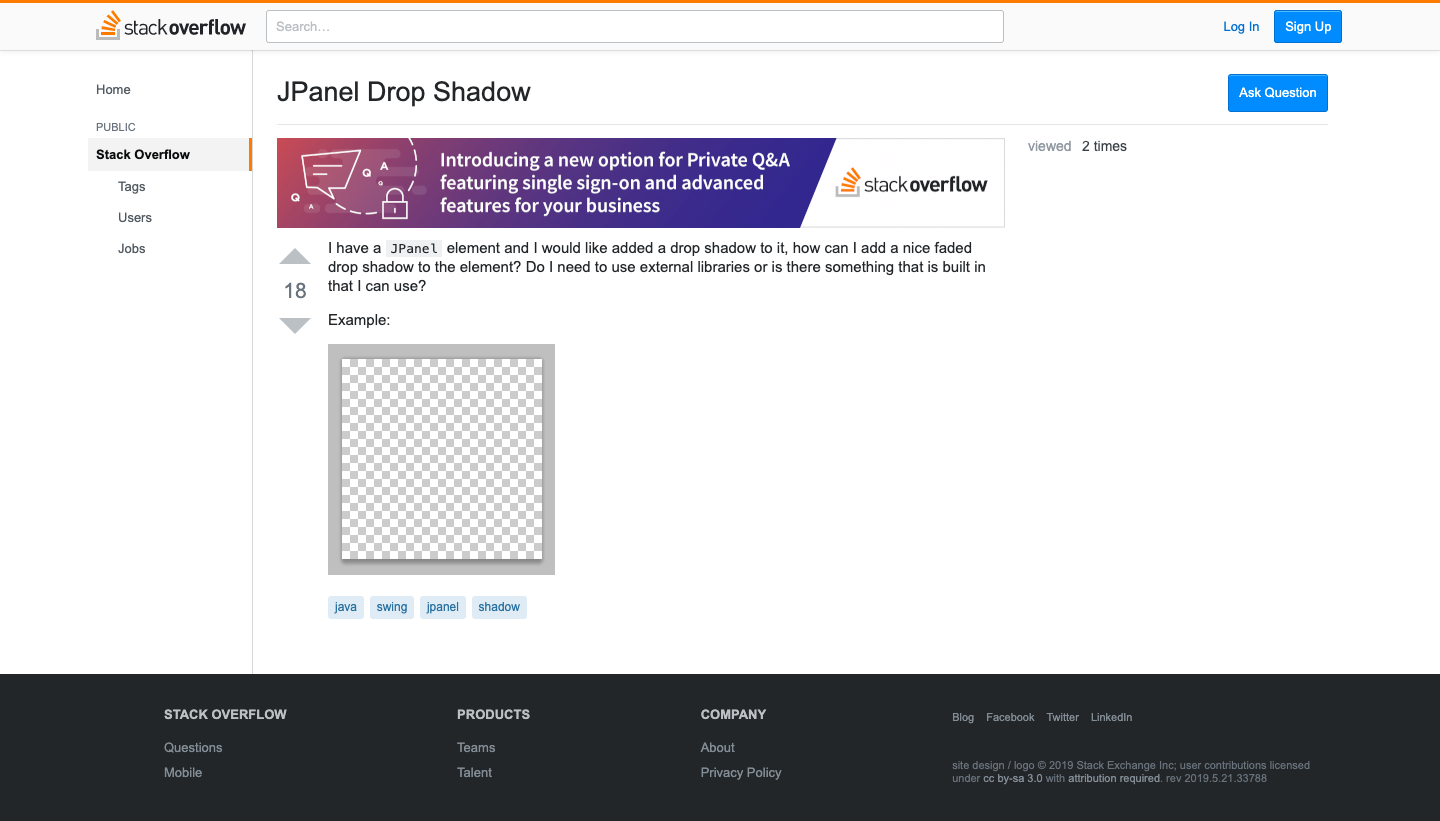 stackoverflow
Search...
Log In
Sign Up
Home
PUBLIC
Stack Overflow
Tags
Users
Jobs
JPanel Drop Shadow
Ask Question
Q
A
Q
Q
A
Introducing a new option for Private Q&A
featuring single sign-on and advanced
features for your business
stackoverflow
viewed 2 times
18
I have a JPanel element and I would like added a drop shadow to it, how can I add a nice faded
drop shadow to the element? Do I need to use external libraries or is there something that is built in
that I can use?
Example:
java swing jpanel shadow
STACK OVERFLOW
Questions
Mobile
PRODUCTS
Teams
Talent
COMPANY
About
Privacy Policy
Blog Facebook Twitter LinkedIn
site design / logo © 2019 Stack Exchange Inc; user contributions licensed
under cc by-sa 3.0 with attribution required. rev 2019.5.21.33788